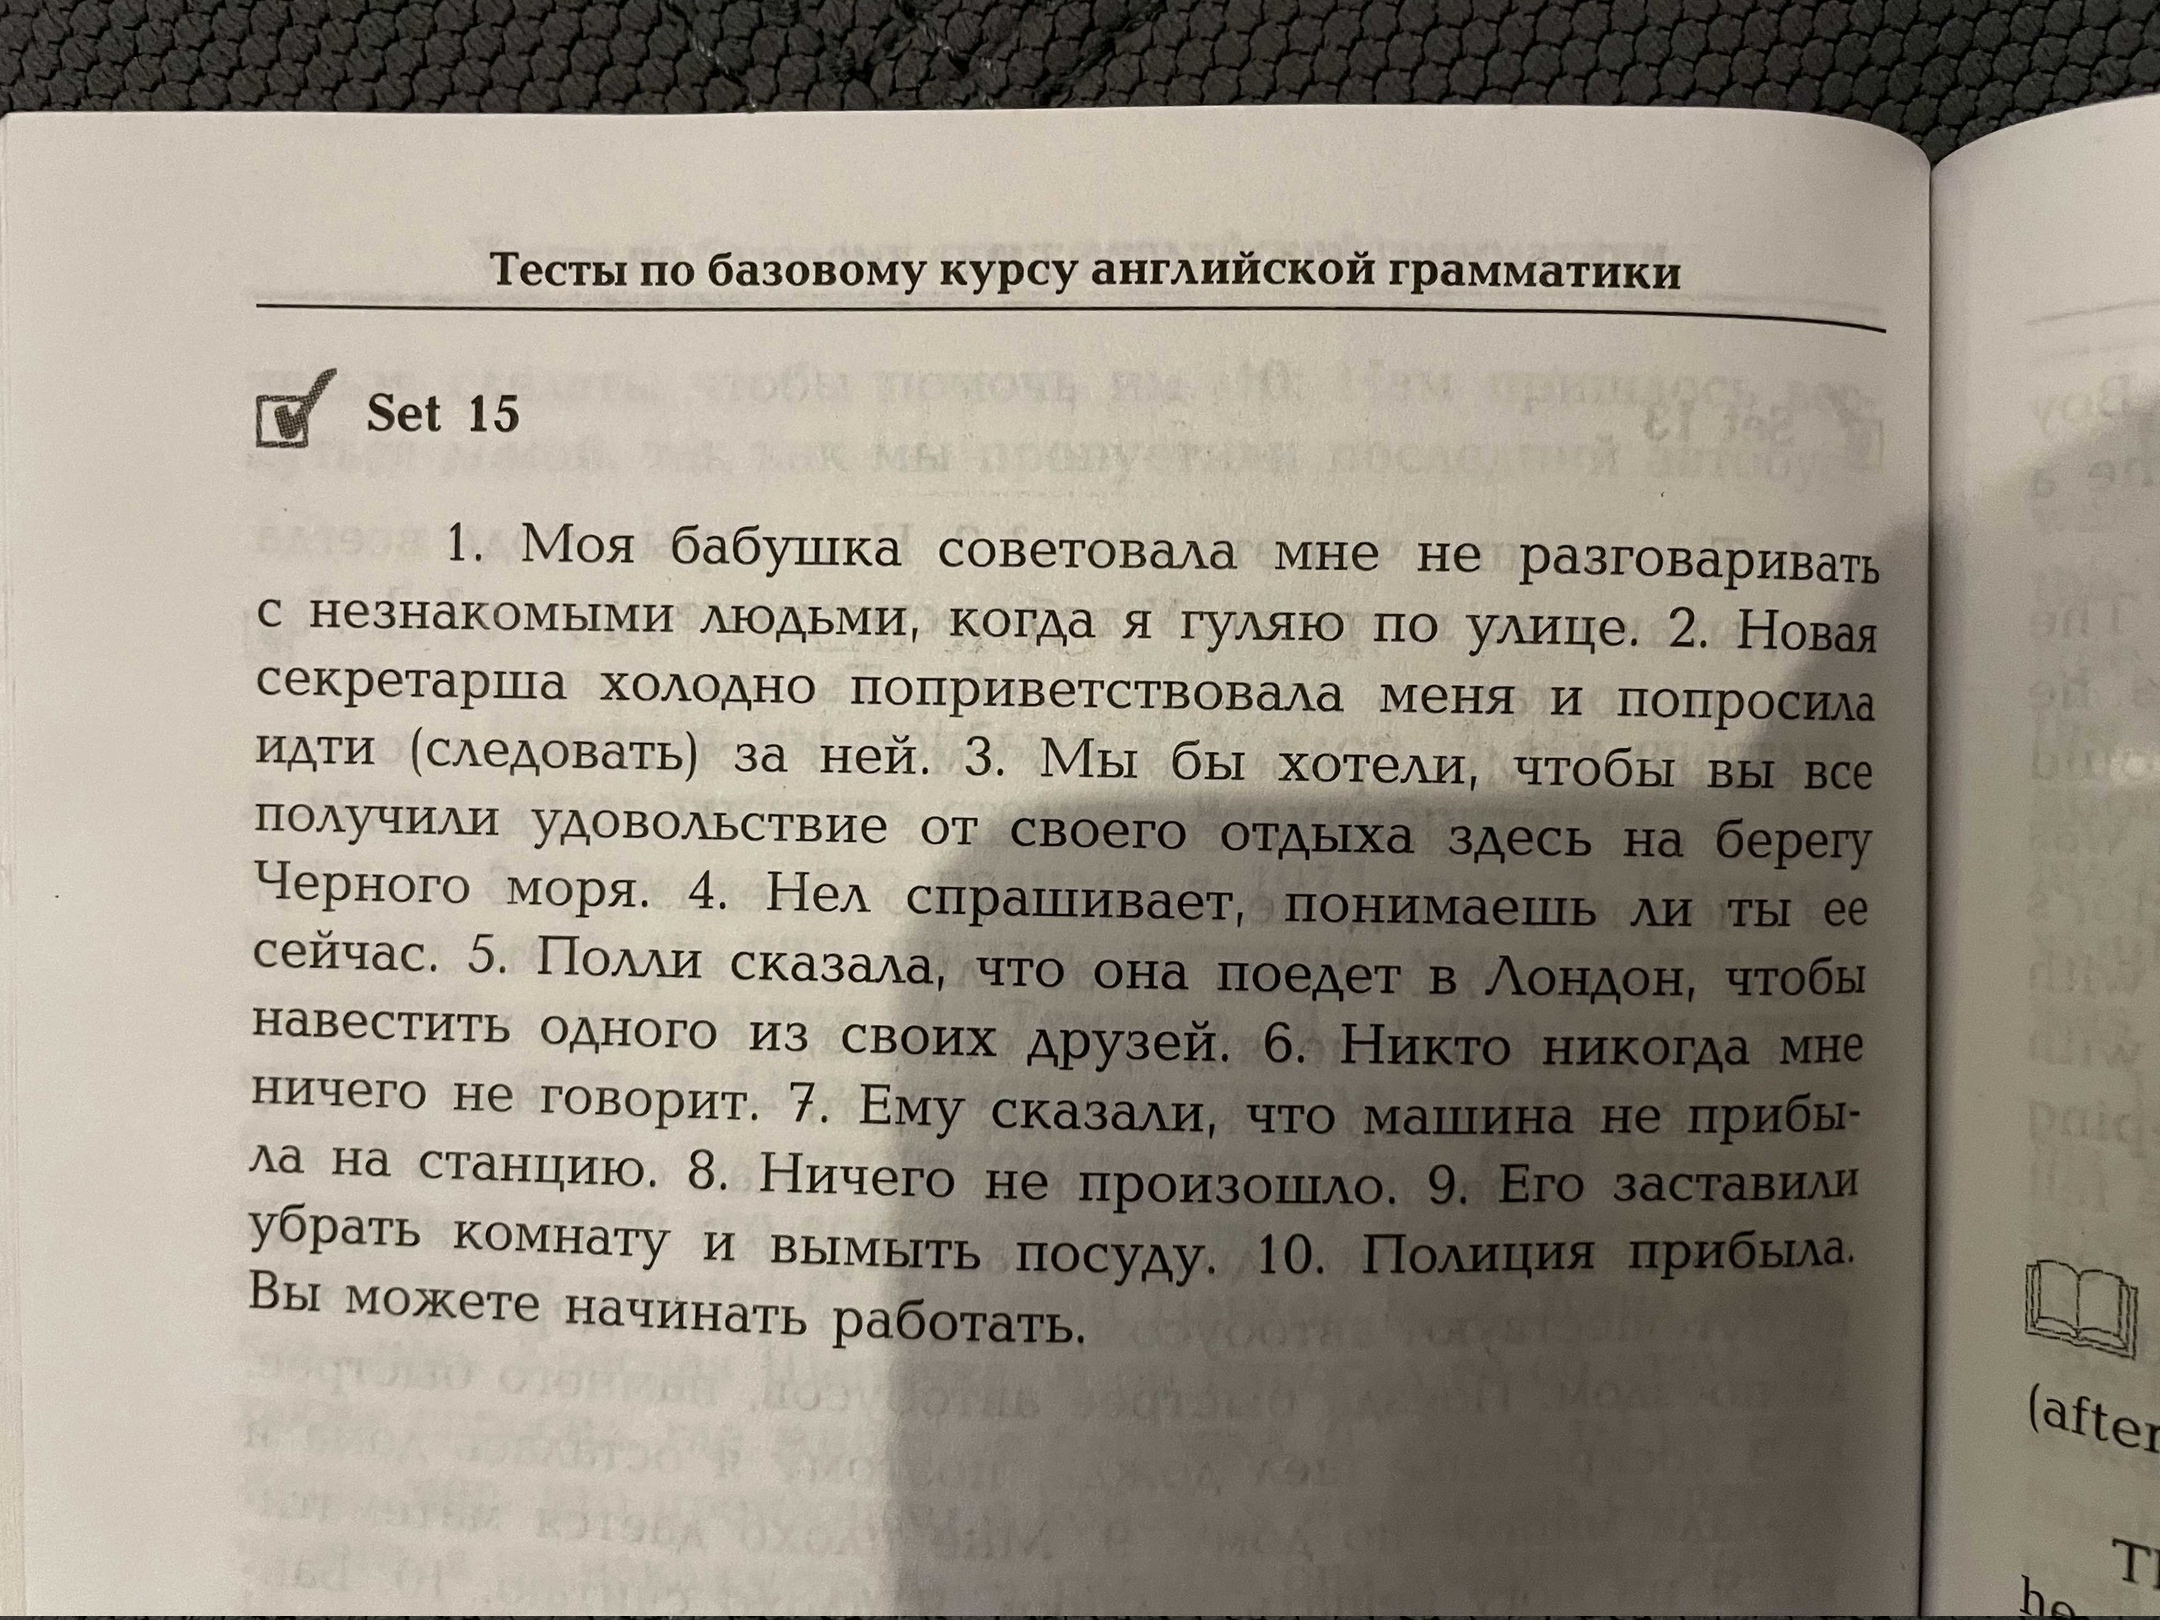 Тесты по базовому курсу английской грамматики
Set 15
1. Моя бабушка советовала мне не разговаривать
с незнакомыми людьми, когда я гуляю по улице. 2. Новая
секретарша холодно поприветствовала меня и попросила
идти (следовать) за ней. 3. Мы бы хотели, чтобы вы все
получили удовольствие от своего отдыха здесь на берегу
Черного моря. 4. Нел спрашивает, понимаешь ли ты ее
сейчас. 5. Полли сказала, что она поедет в Лондон, чтобы
навестить одного из своих друзей. 6. Никто никогда мне
ничего не говорит. 7. Ему сказали, что машина не прибы-
ла на станцию. 8. Ничего не произошло. 9. Его заставили
убрать комнату и вымыть посуду. 10. Полиция прибыла.
Вы можете начинать работать.
(after
he